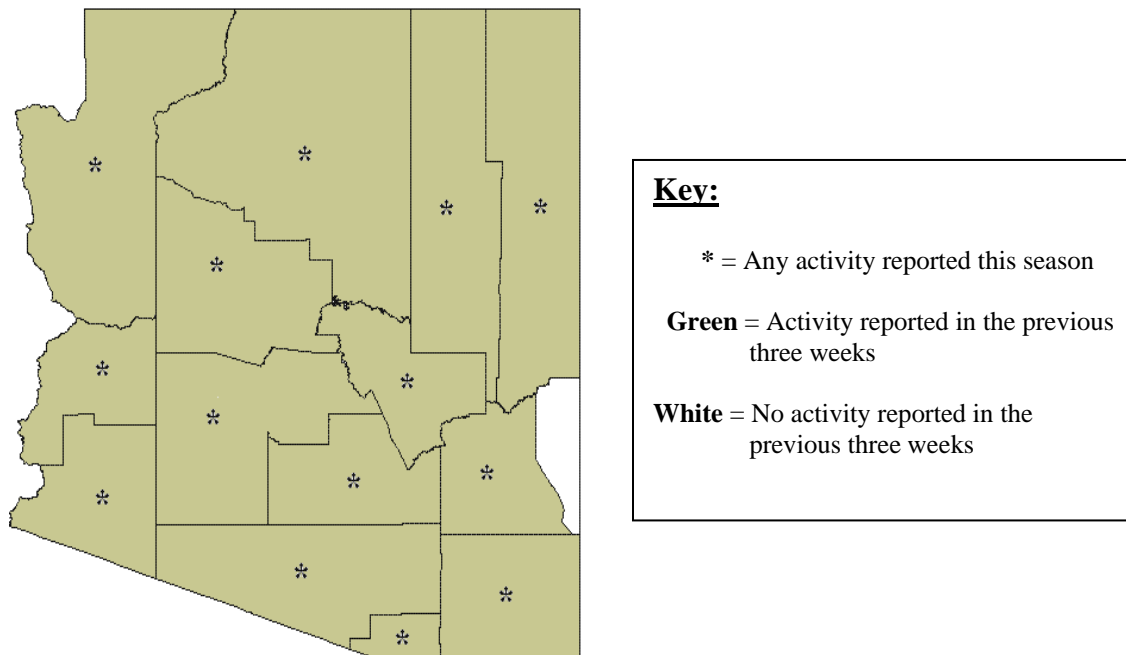 Key:
* = Any activity reported this season
Green = Activity reported in the previous
three weeks
White = No activity reported in the
previous three weeks